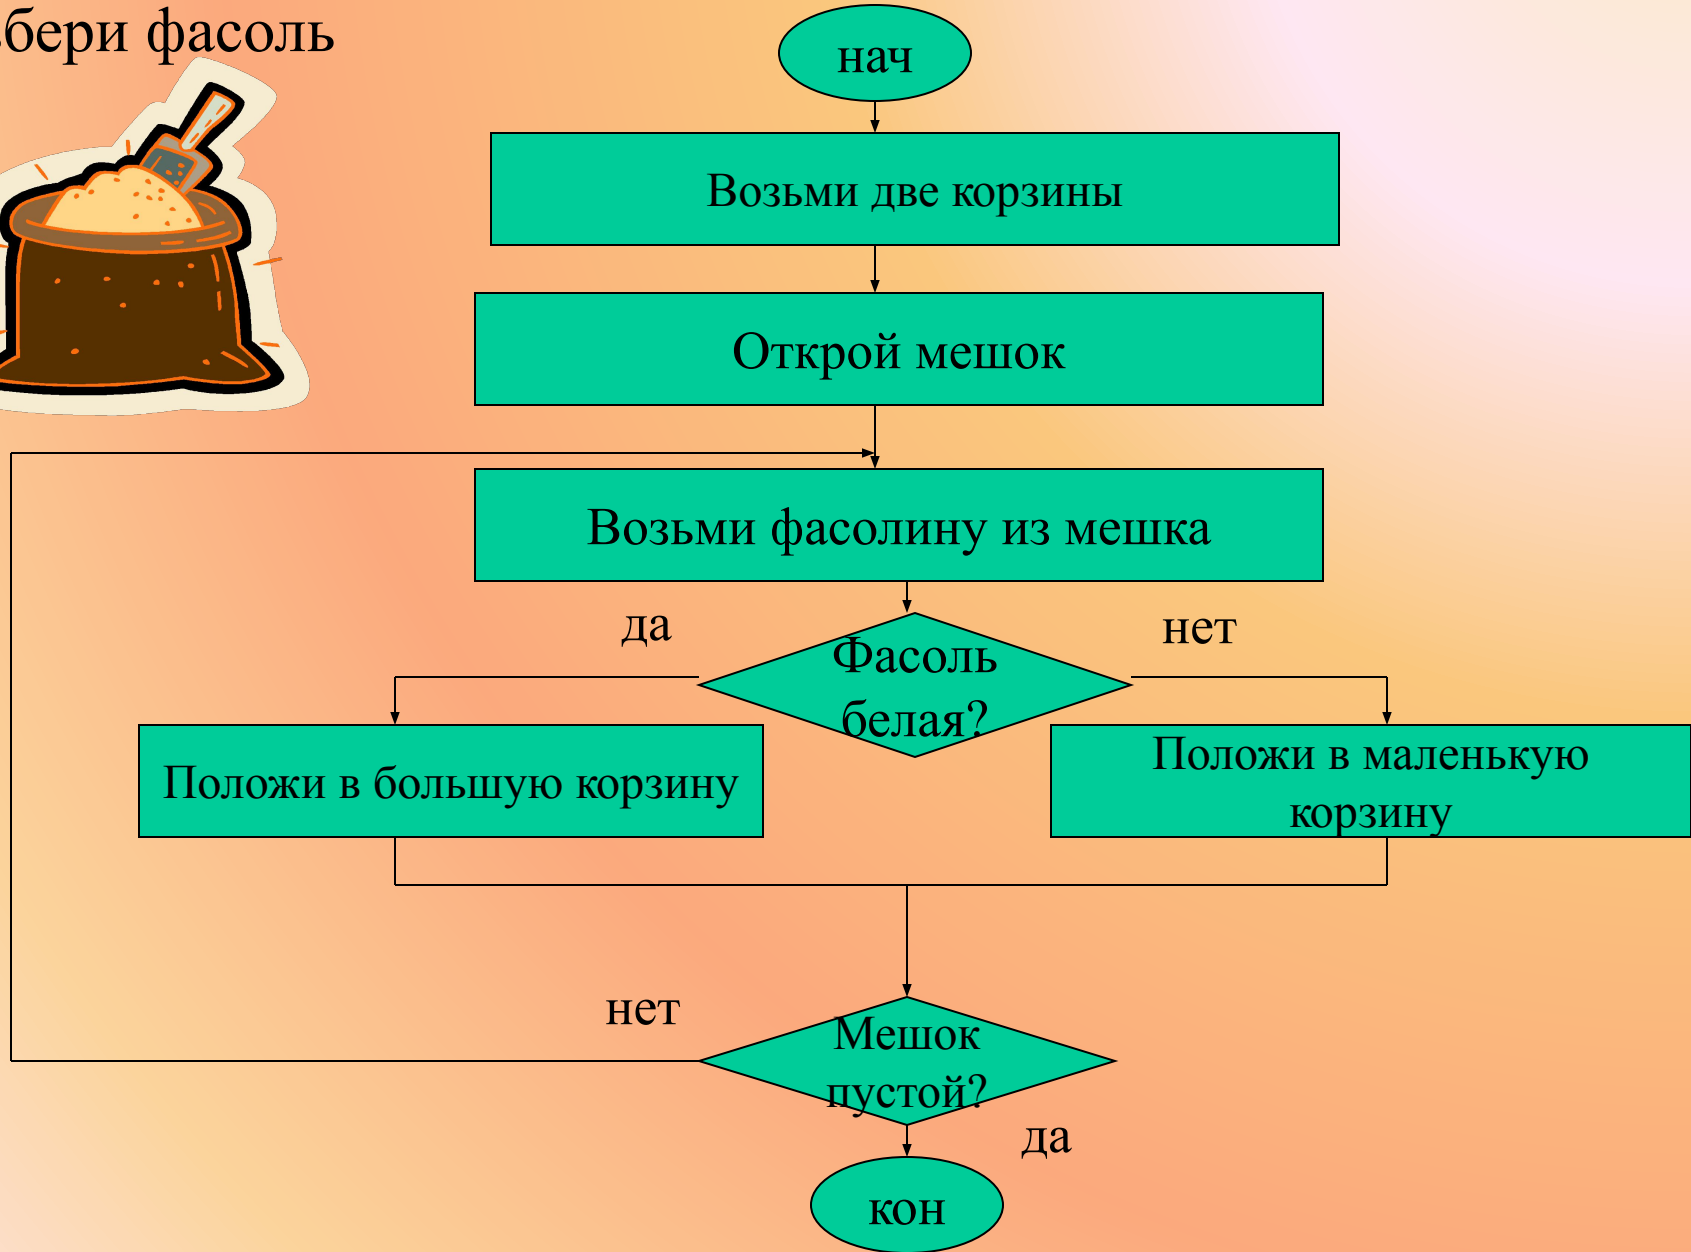 бери фасоль
нач
Возьми две корзины
Открой мешок
Возьми фасолину из мешка
да
нет
Фасоль
белая?
Положи в большую корзину
Положи в маленькую
корзину
нет
Мешок
пустой?
да
кон